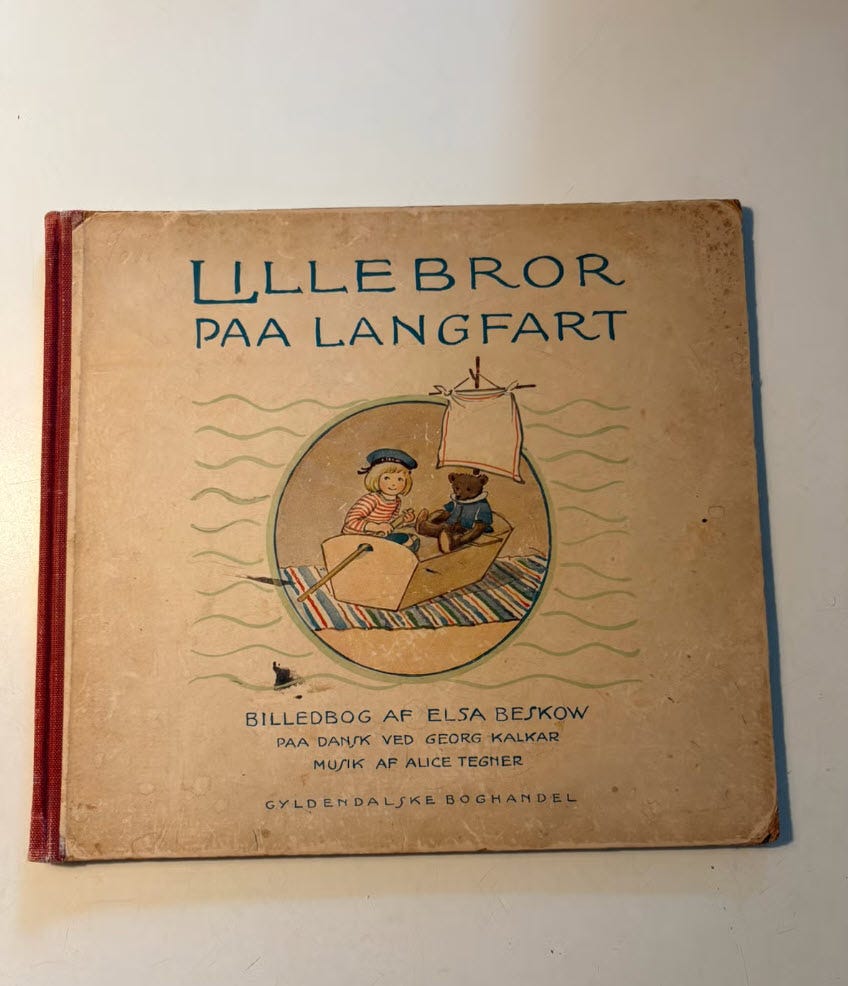 LILLEBROR
PAA LANGFART
BILLEDBOG AF ELSA BESKOW
PAA DANSK VED GEORG KALKAR
MUSIK AF ALICE TEGNER
GYLDENDALSKE BOGHANDEL